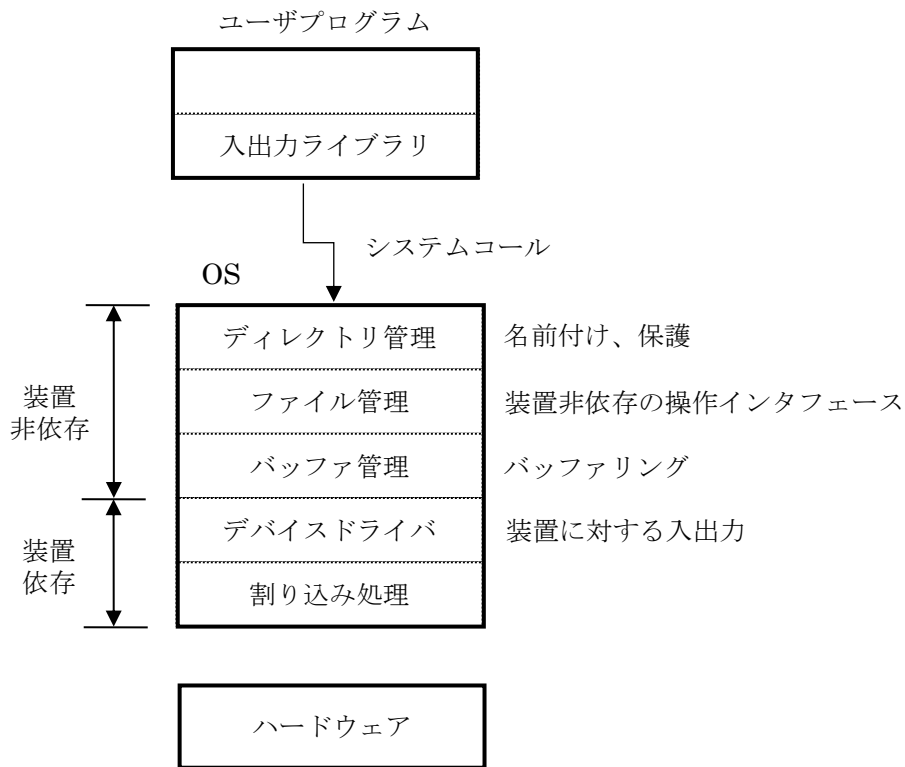 ユーザプログラム
入出力ライブラリ
システムコール
OS
ディレクトリ管理
名前付け、保護
装置
非依存
ファイル管理
装置非依存の操作インタフェース
バッファ管理
バッファリング
装置
依存
デバイスドライバ
装置に対する入出力
割り込み処理
ハードウェア